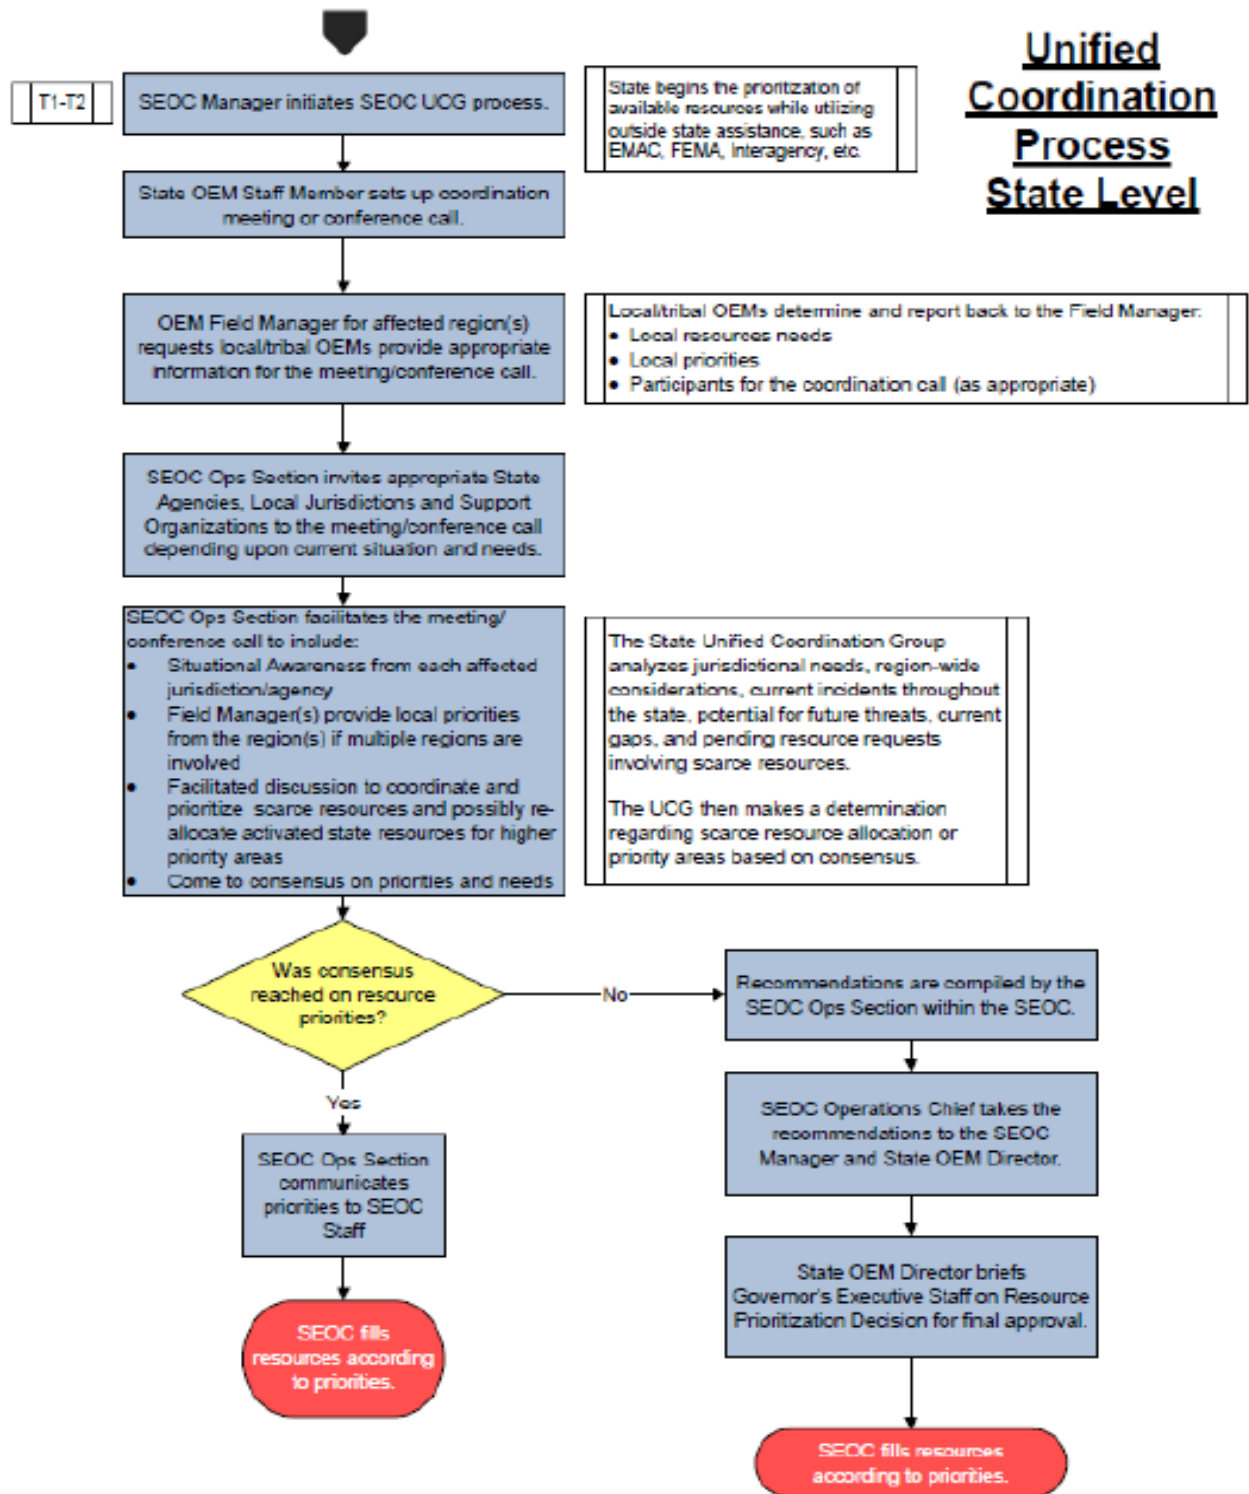 Unified
Coordination
Process
State Level
T1-T2
SEOC Manager initiates SEOC UCG process.
State begins the prioritization of
available resources while utilizing
outside state assistance, such as
EMAC, FEMA, Interagency, etc.
State OEM Staff Member sets up coordination
meeting or conference call.
OEM Field Manager for affected region(s)
requests local/tribal OEMs provide appropriate
information for the meeting/conference call.
Local/tribal OEMs determine and report back to the Field Manager:
• Local resources needs
• Local priorities
• Participants for the coordination call (as appropriate)
SEOC Ops Section invites appropriate State
Agencies, Local Jurisdictions and Support
Organizations to the meeting/conference call
depending upon current situation and needs.
SEOC Ops Section facilitates the meeting/
conference call to include:
• Situational Awareness from each affected
jurisdiction/agency
• Field Manager(s) provide local priorities
from the region(s) if multiple regions are
involved
• Facilitated discussion to coordinate and
prioritize scarce resources and possibly re-
allocate activated state resources for higher
priority areas
• Come to consensus on priorities and needs
The State Unified Coordination Group
analyzes jurisdictional needs, region-wide
considerations, current incidents throughout
the state, potential for future threats, current
gaps, and pending resource requests
involving scarce resources.
The UCG then makes a determination
regarding scarce resource allocation or
priority areas based on consensus.
Was consensus
reached on resource
priorities?
No
Recommendations are compiled by the
SEOC Ops Section within the SEOC.
Yes
SEOC Operations Chief takes the
recommendations to the SEOC
Manager and State OEM Director.
SEOC Ops Section
communicates
priorities to SEOC
Staff
State OEM Director briefs
Governor's Executive Staff on Resource
Prioritization Decision for final approval.
SEOC fills
resources according
to priorities.
SEOC fills resources
according to priorities.